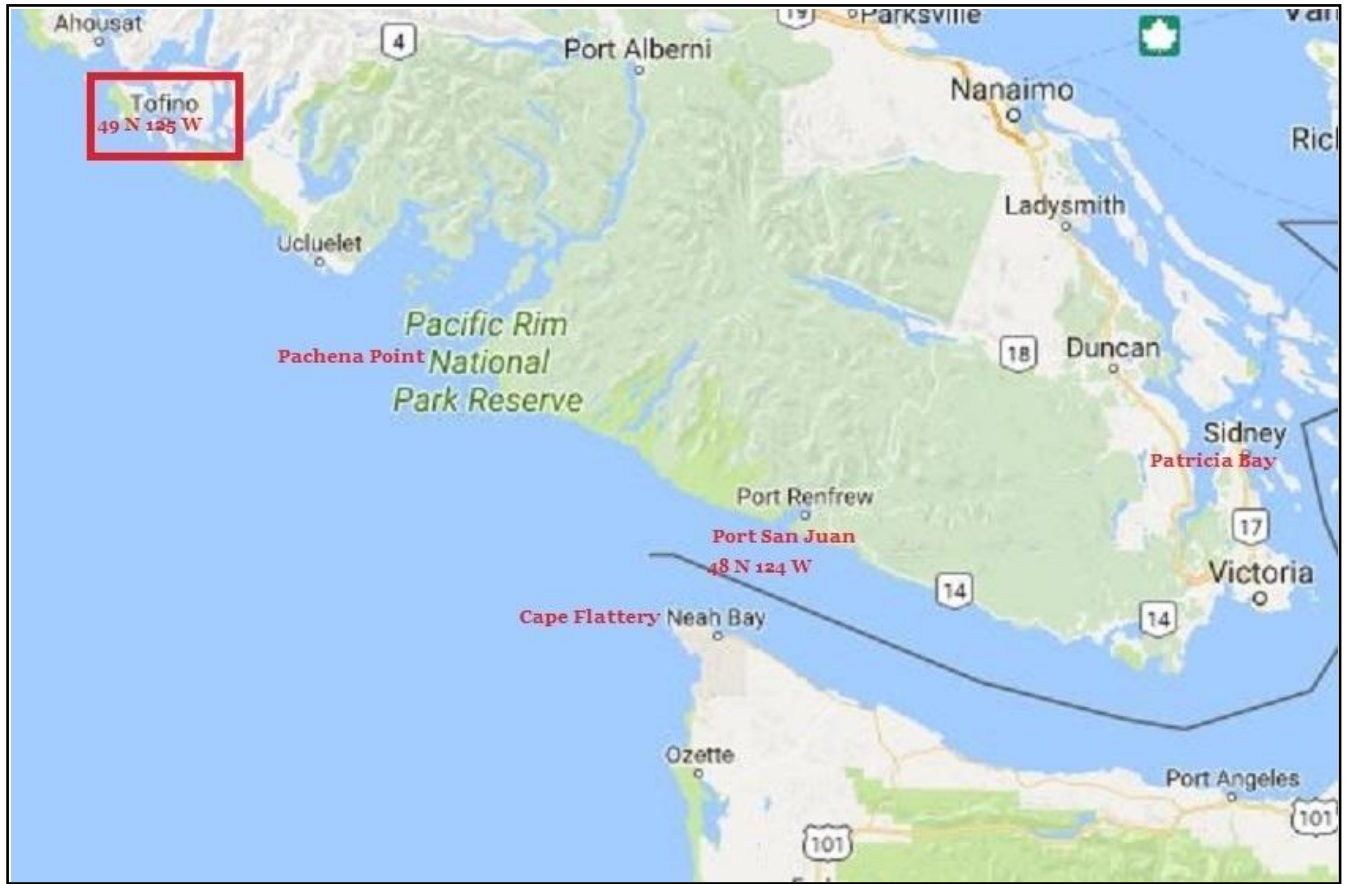 Ahousat
4
Port Alberni
19
Parksville
Van
Tofino
49 N 125 W
Nanaimo
Ricl
Ladysmith
Ucluelet
Pacific Rim
National
Park Reserve
Pachena Point
18
Duncan
Sidney
Patricia Bay
Port Renfrew
Port San Juan
48 N 124 W
17
14
Victoria
14
Cape Flattery
Neah Bay
Ozette
Port Angeles
101
101